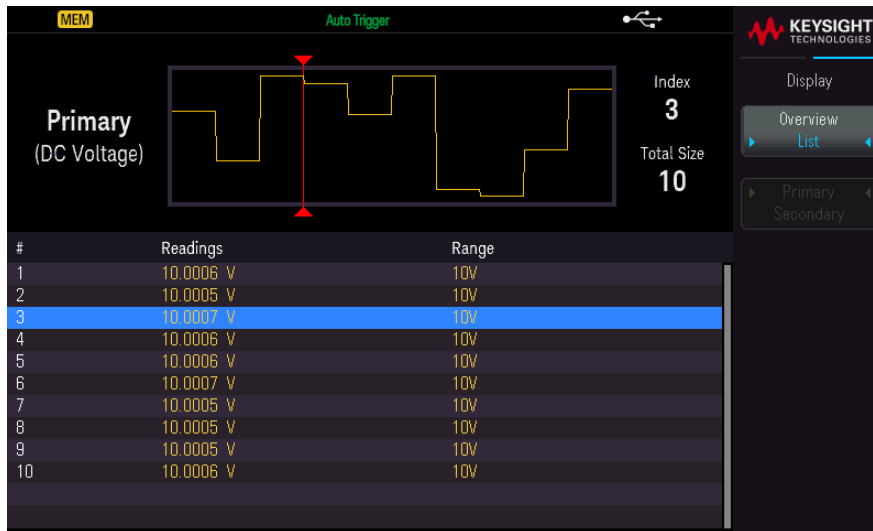 MEM Auto Trigger
KEYSIGHT
TECHNOLOGIES
Display
Overview
List
Primary
Secondary
Primary
(DC Voltage)
Index
3
Total Size
10
# Readings Range
1 10.0006 V 10V
2 10.0005 V 10V
3 10.0007 V 10V
4 10.0006 V 10V
5 10.0006 V 10V
6 10.0007 V 10V
7 10.0005 V 10V
8 10.0005 V 10V
9 10.0005 V 10V
10 10.0006 V 10V